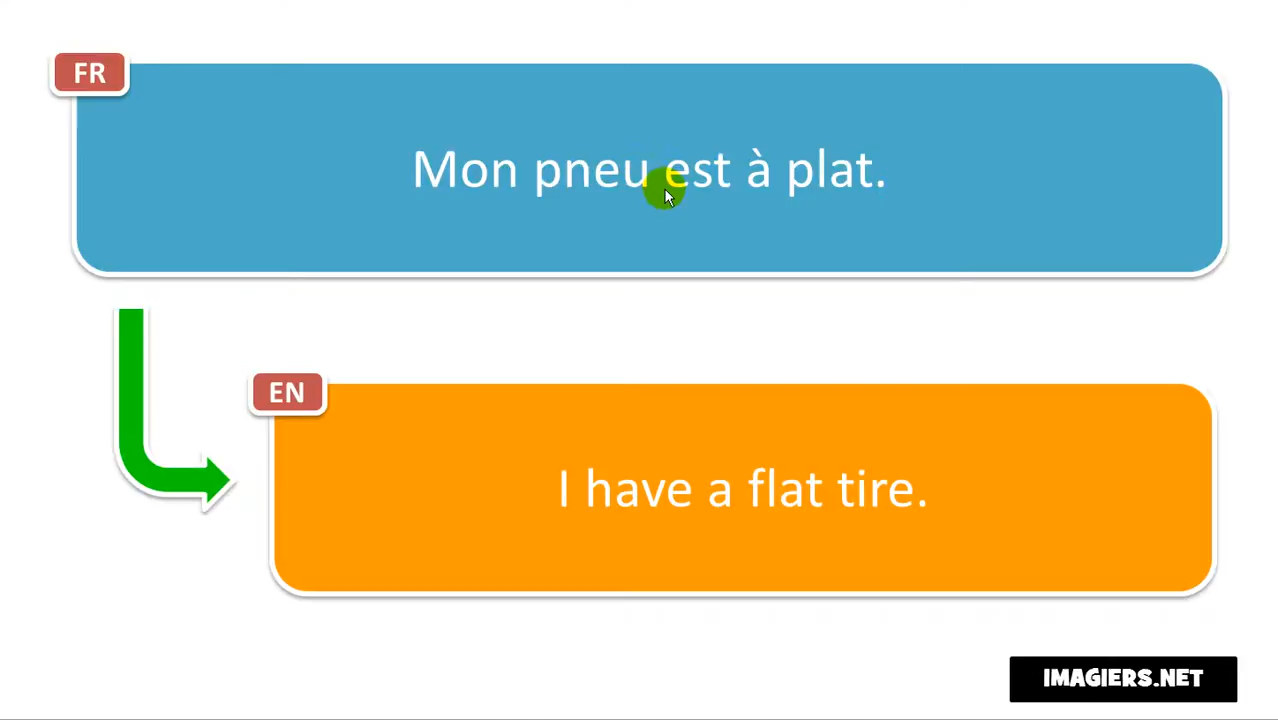 FR
Mon pneu est à plat.
EN
I have a flat tire.
IMAGIERS.NET